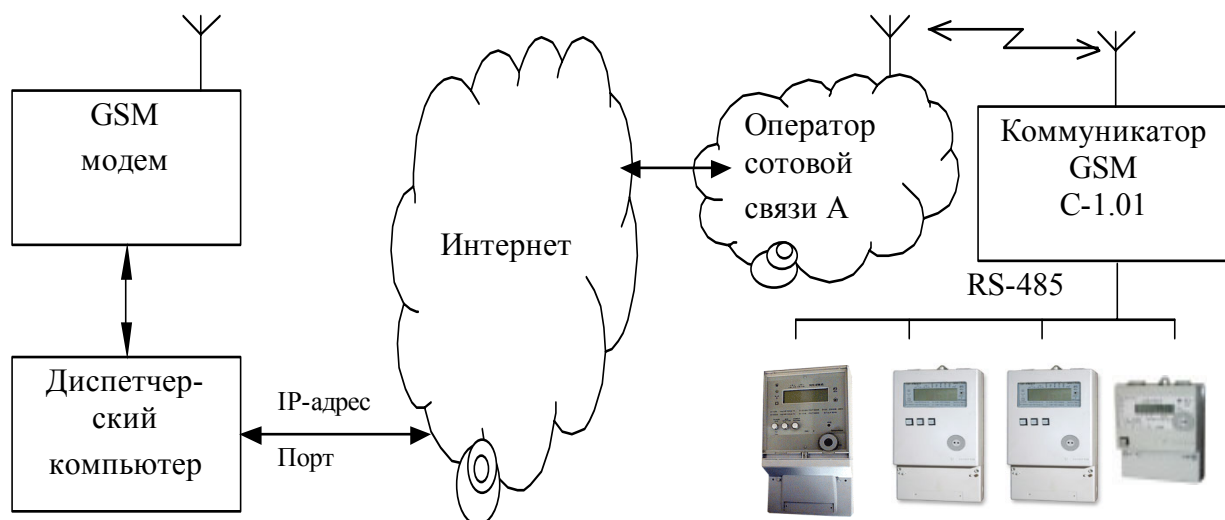 GSM
модем
Диспетчер-
ский
компьютер
IP-адрес
Порт
Интернет
Оператор
сотовой
связи А
Коммуникатор
GSM
С-1.01
RS-485